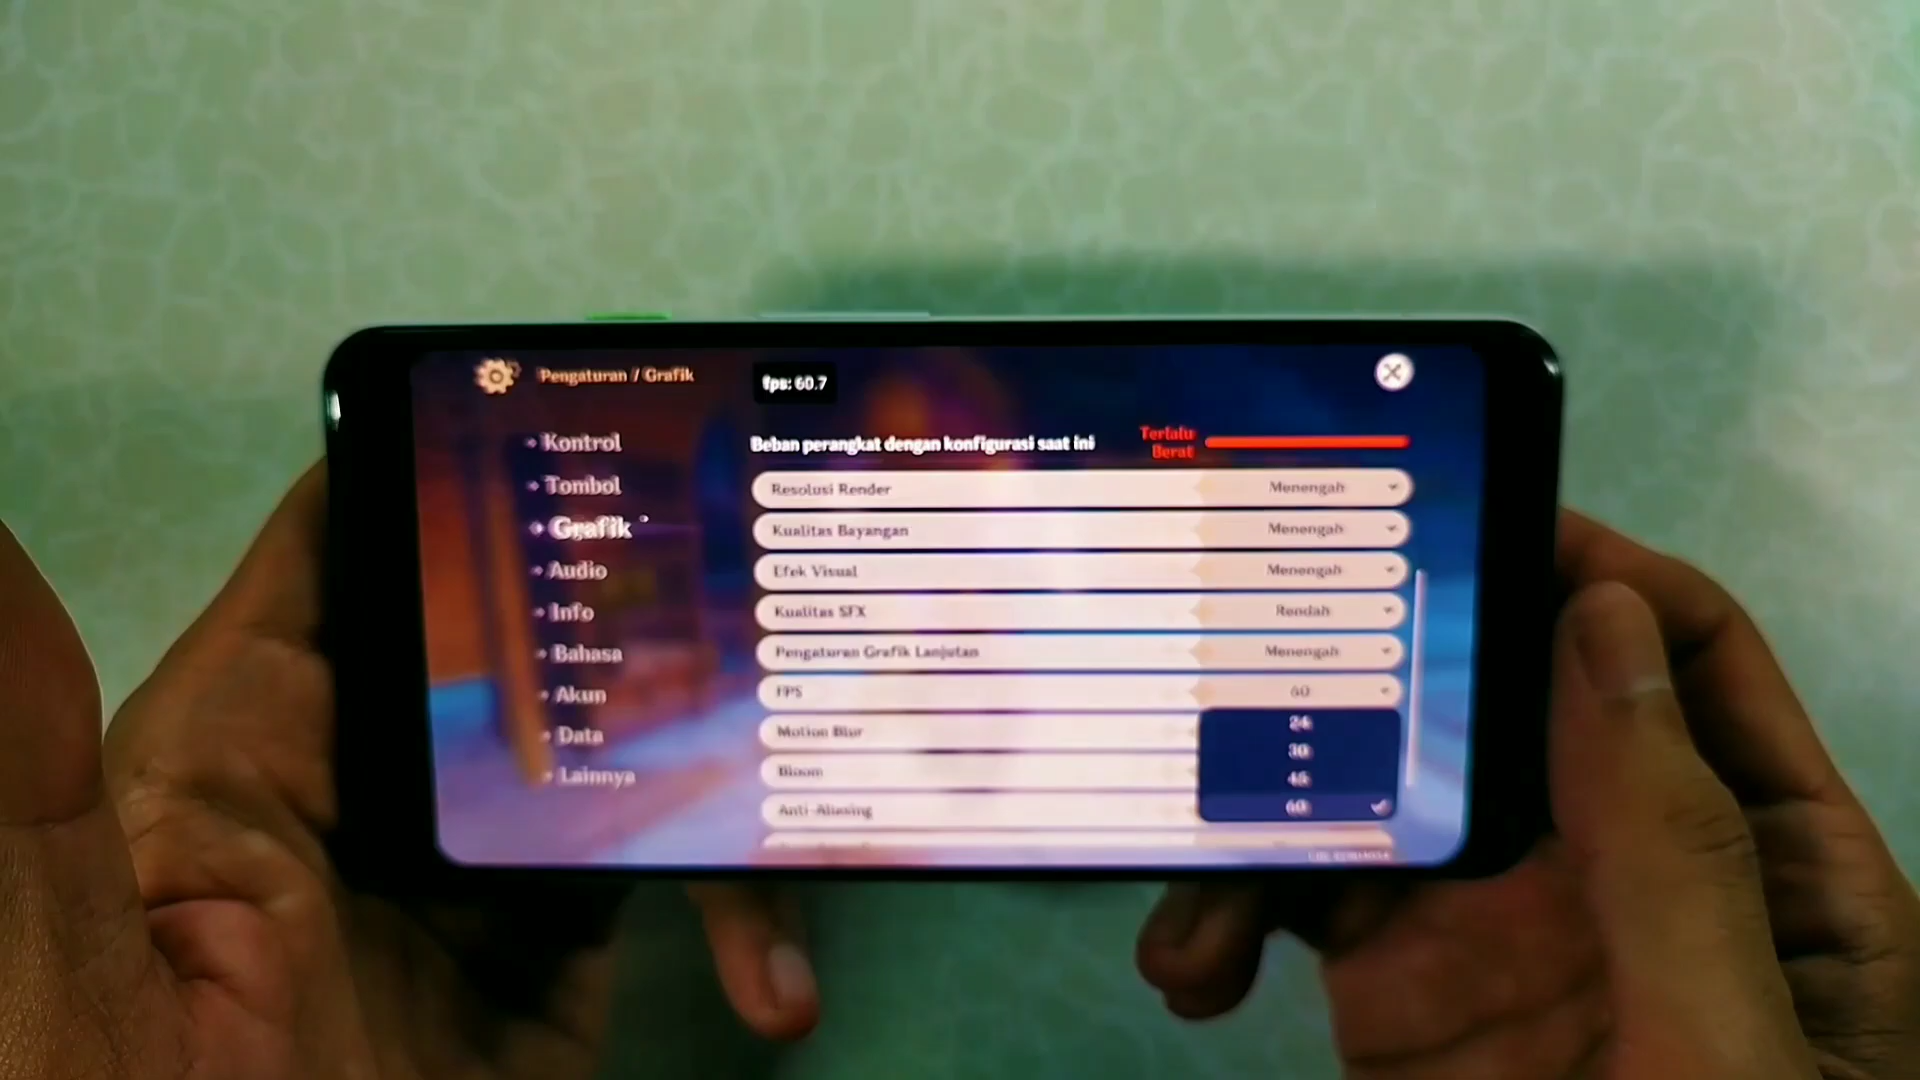 Pengaturan / Grafik
fps: 60.7
Kontrol
Tombol
Grafik
Audio
Info
Bahasa
Akun
Data
Lainnya
Beban perangkat dengan konfigurasi saat ini
Terlalu
Berat
Resolusi Render Menengah
Kualitas Bayangan Menengah
Efek Visual Menengah
Kualitas SFX Rendah
Pengaturan Grafik Lanjutan Menengah
FPS 60
24
30
45
60
Motion Blur
Bloom
Anti-Aliasing